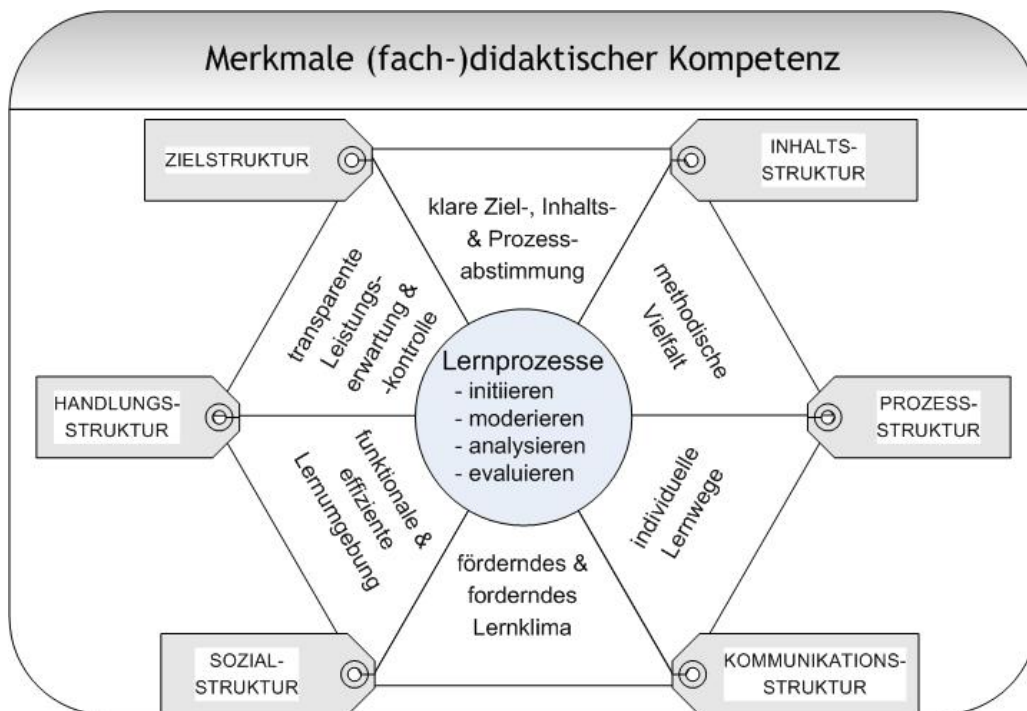 Merkmale (fach-)didaktischer Kompetenz
ZIELSTRUKTUR
INHALTS-
STRUKTUR
klare Ziel-, Inhalts-
& Prozess-
abstimmung
transparente
Leistungs-
erwartung &
-kontrolle
methodische
Vielfalt
Lernprozesse
- initiieren
- moderieren
- analysieren
- evaluieren
HANDLUNGS-
STRUKTUR
PROZESS-
STRUKTUR
funktionale &
effiziente
Lernumgebung
individuelle
Lernwege
förderndes &
forderndes
Lernklima
SOZIAL-
STRUKTUR
KOMMUNIKATIONS-
STRUKTUR